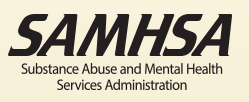 SAMHSA
Substance Abuse and Mental Health
Services Administration